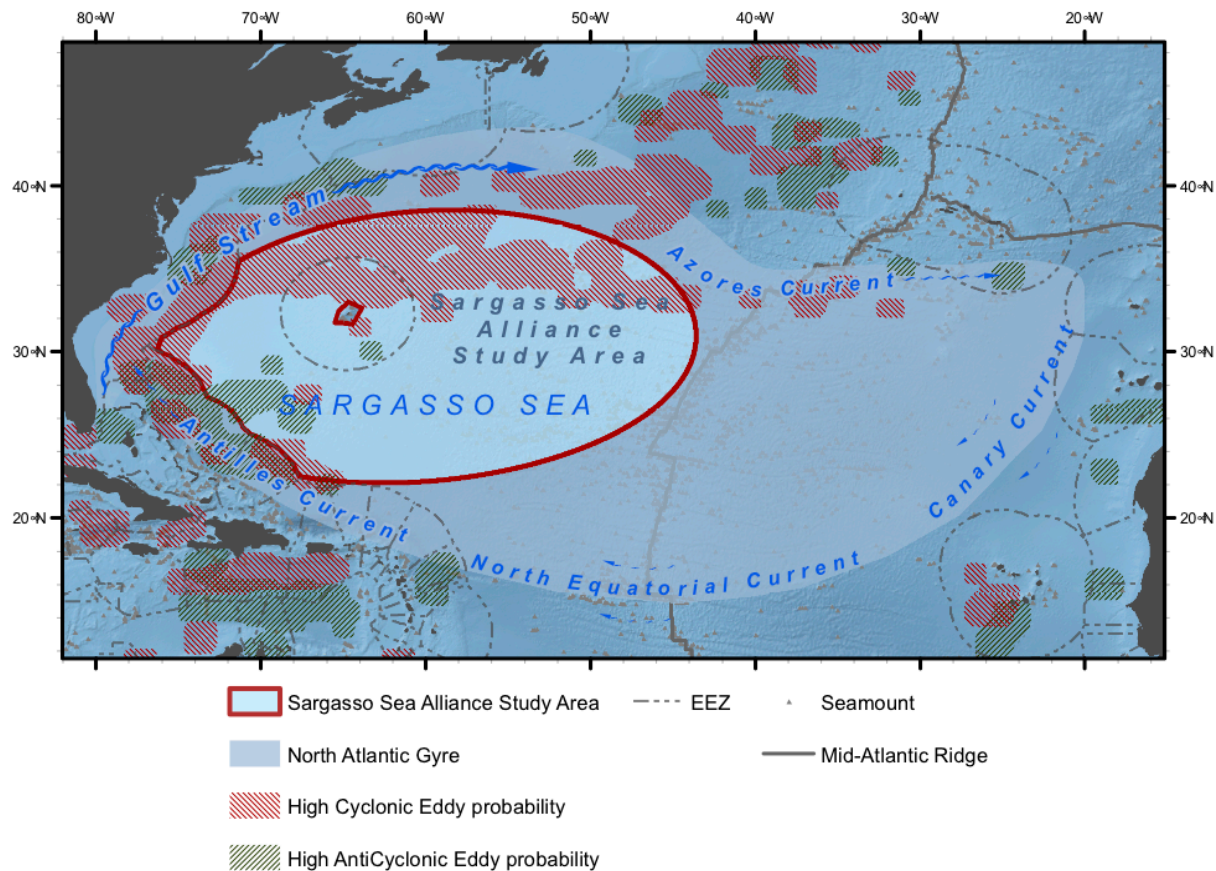 80°W 70°W 60°W 50°W 40°W 30°W 20°W
40°N 40°N
Gulf Stream
Azores Current
Sargasso Sea
Alliance
Study Area
30°N 30°N
SARGASSO SEA
Antilles Current
Canary Current
20°N 20°N
North Equatorial Current
Sargasso Sea Alliance Study Area EEZ Seamount
North Atlantic Gyre Mid-Atlantic Ridge
High Cyclonic Eddy probability
High AntiCyclonic Eddy probability